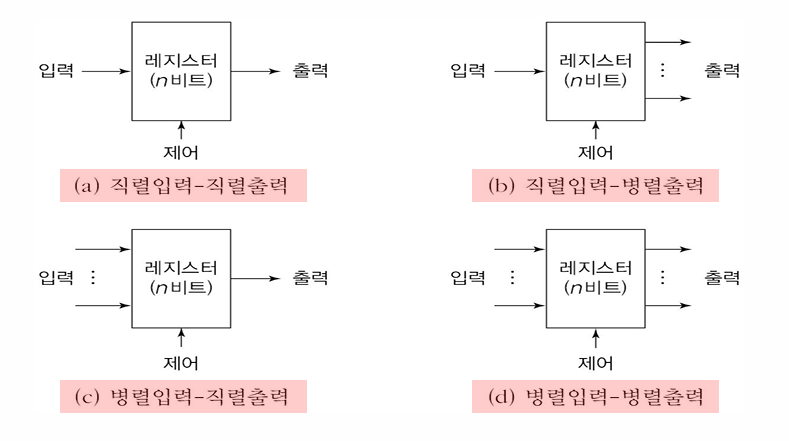 입력
레지스터
(n비트)
출력
제어
(a) 직렬입력-직렬출력
입력
레지스터
(n비트)
⋮
출력
제어
(b) 직렬입력-병렬출력
입력
⋮
레지스터
(n비트)
출력
제어
(c) 병렬입력-직렬출력
입력
⋮
레지스터
(n비트)
⋮
출력
제어
(d) 병렬입력-병렬출력